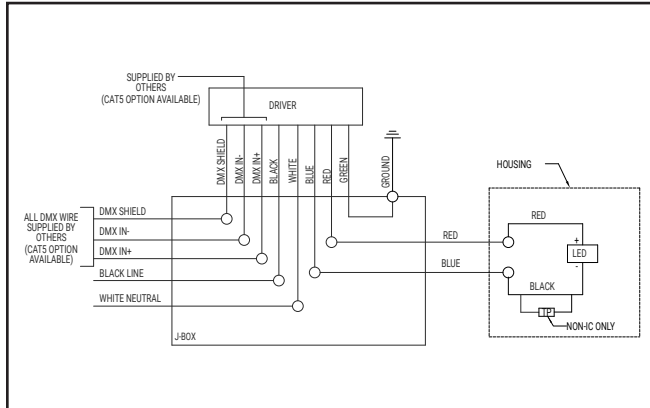 SUPPLIED BY
OTHERS
(CAT5 OPTION AVAILABLE)
DRIVER
DMX SHIELD
DMX IN-
DMX IN+
BLACK
WHITE
BLUE
RED
GREEN
GROUND
HOUSING
ALL DMX WIRE
SUPPLIED BY
OTHERS
(CAT5 OPTION
AVAILABLE)
DMX SHIELD
DMX IN-
DMX IN+
BLACK LINE
WHITE NEUTRAL
J-BOX
RED
BLUE
RED
+
LED
-
BLACK
TP
NON-IC ONLY